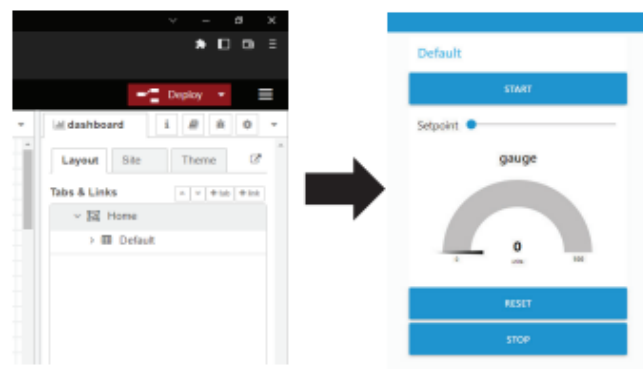 Deploy
dashboard
i
Layout Site Theme
Tabs & Links
+ tab + link
Home
Default
Default
START
Setpoint
gauge
0
0 units 100
RESET
STOP